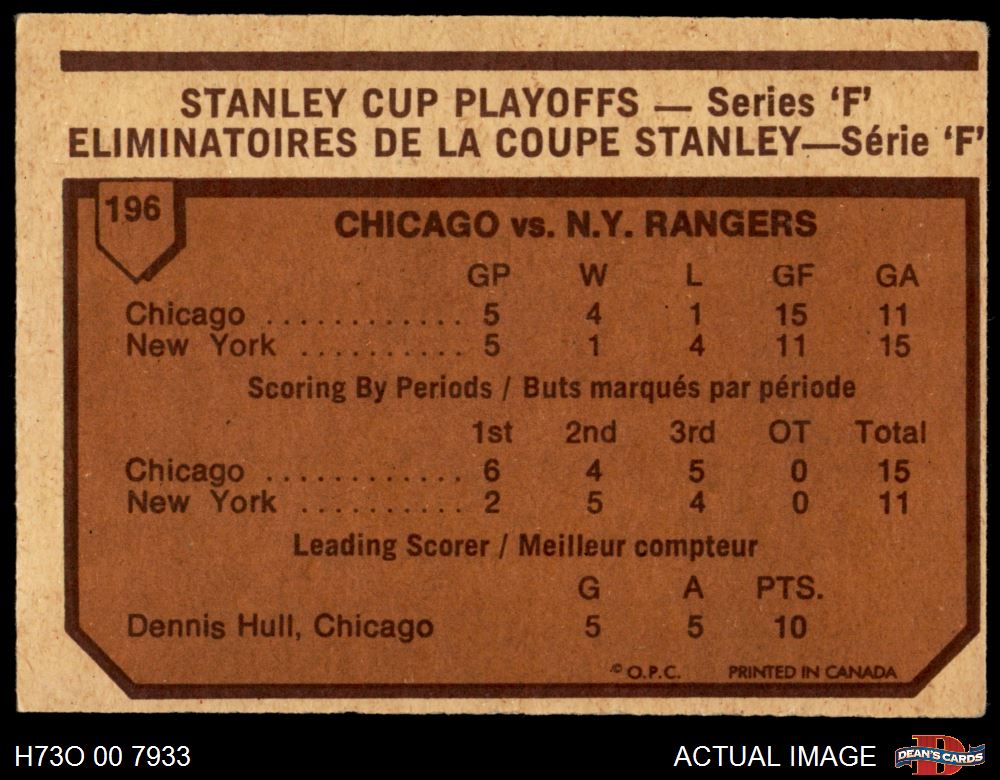 STANLEY CUP PLAYOFFS — Series ‘F’
ELIMINATOIRES DE LA COUPE STANLEY—Série ‘F’
196
CHICAGO vs. N.Y. RANGERS
GP W L GF GA
Chicago ............ 5 4 1 15 11
New York .......... 5 1 4 11 15
Scoring By Periods / Buts marqués par période
1st 2nd 3rd OT Total
Chicago ............ 6 4 5 0 15
New York .......... 2 5 4 0 11
Leading Scorer / Meilleur compteur
G A PTS.
Dennis Hull, Chicago 5 5 10
© O.P.C. PRINTED IN CANADA
H73O 00 7933 ACTUAL IMAGE D DEAN'S CARDS